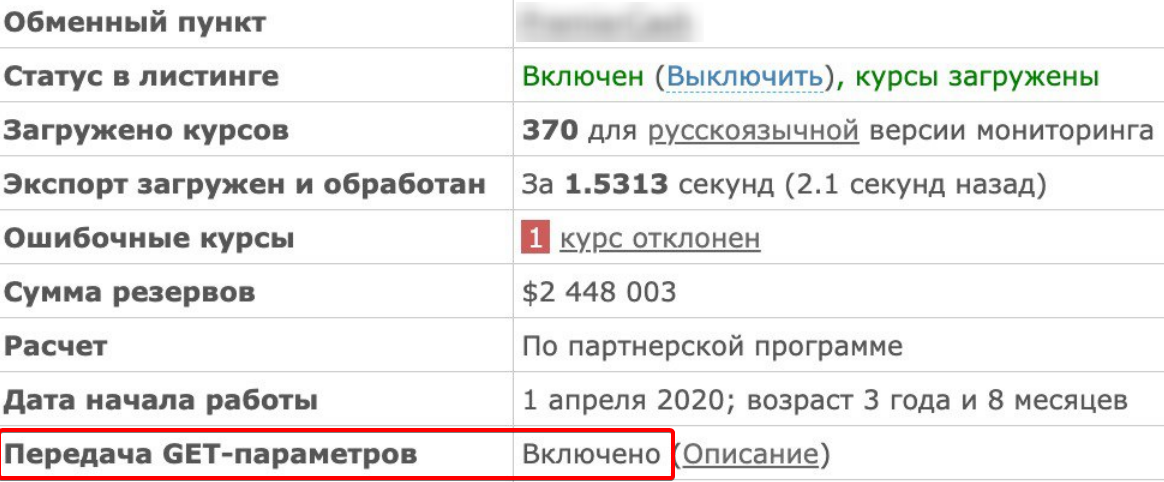 Обменный пункт
Статус в листинге Включен (Выключить), курсы загружены
Загружено курсов 370 для русскоязычной версии мониторинга
Экспорт загружен и обработан За 1.5313 секунд (2.1 секунд назад)
Ошибочные курсы 1 курс отклонен
Сумма резервов $2 448 003
Расчет По партнерской программе
Дата начала работы 1 апреля 2020; возраст 3 года и 8 месяцев
Передача GET-параметров Включено (Описание)